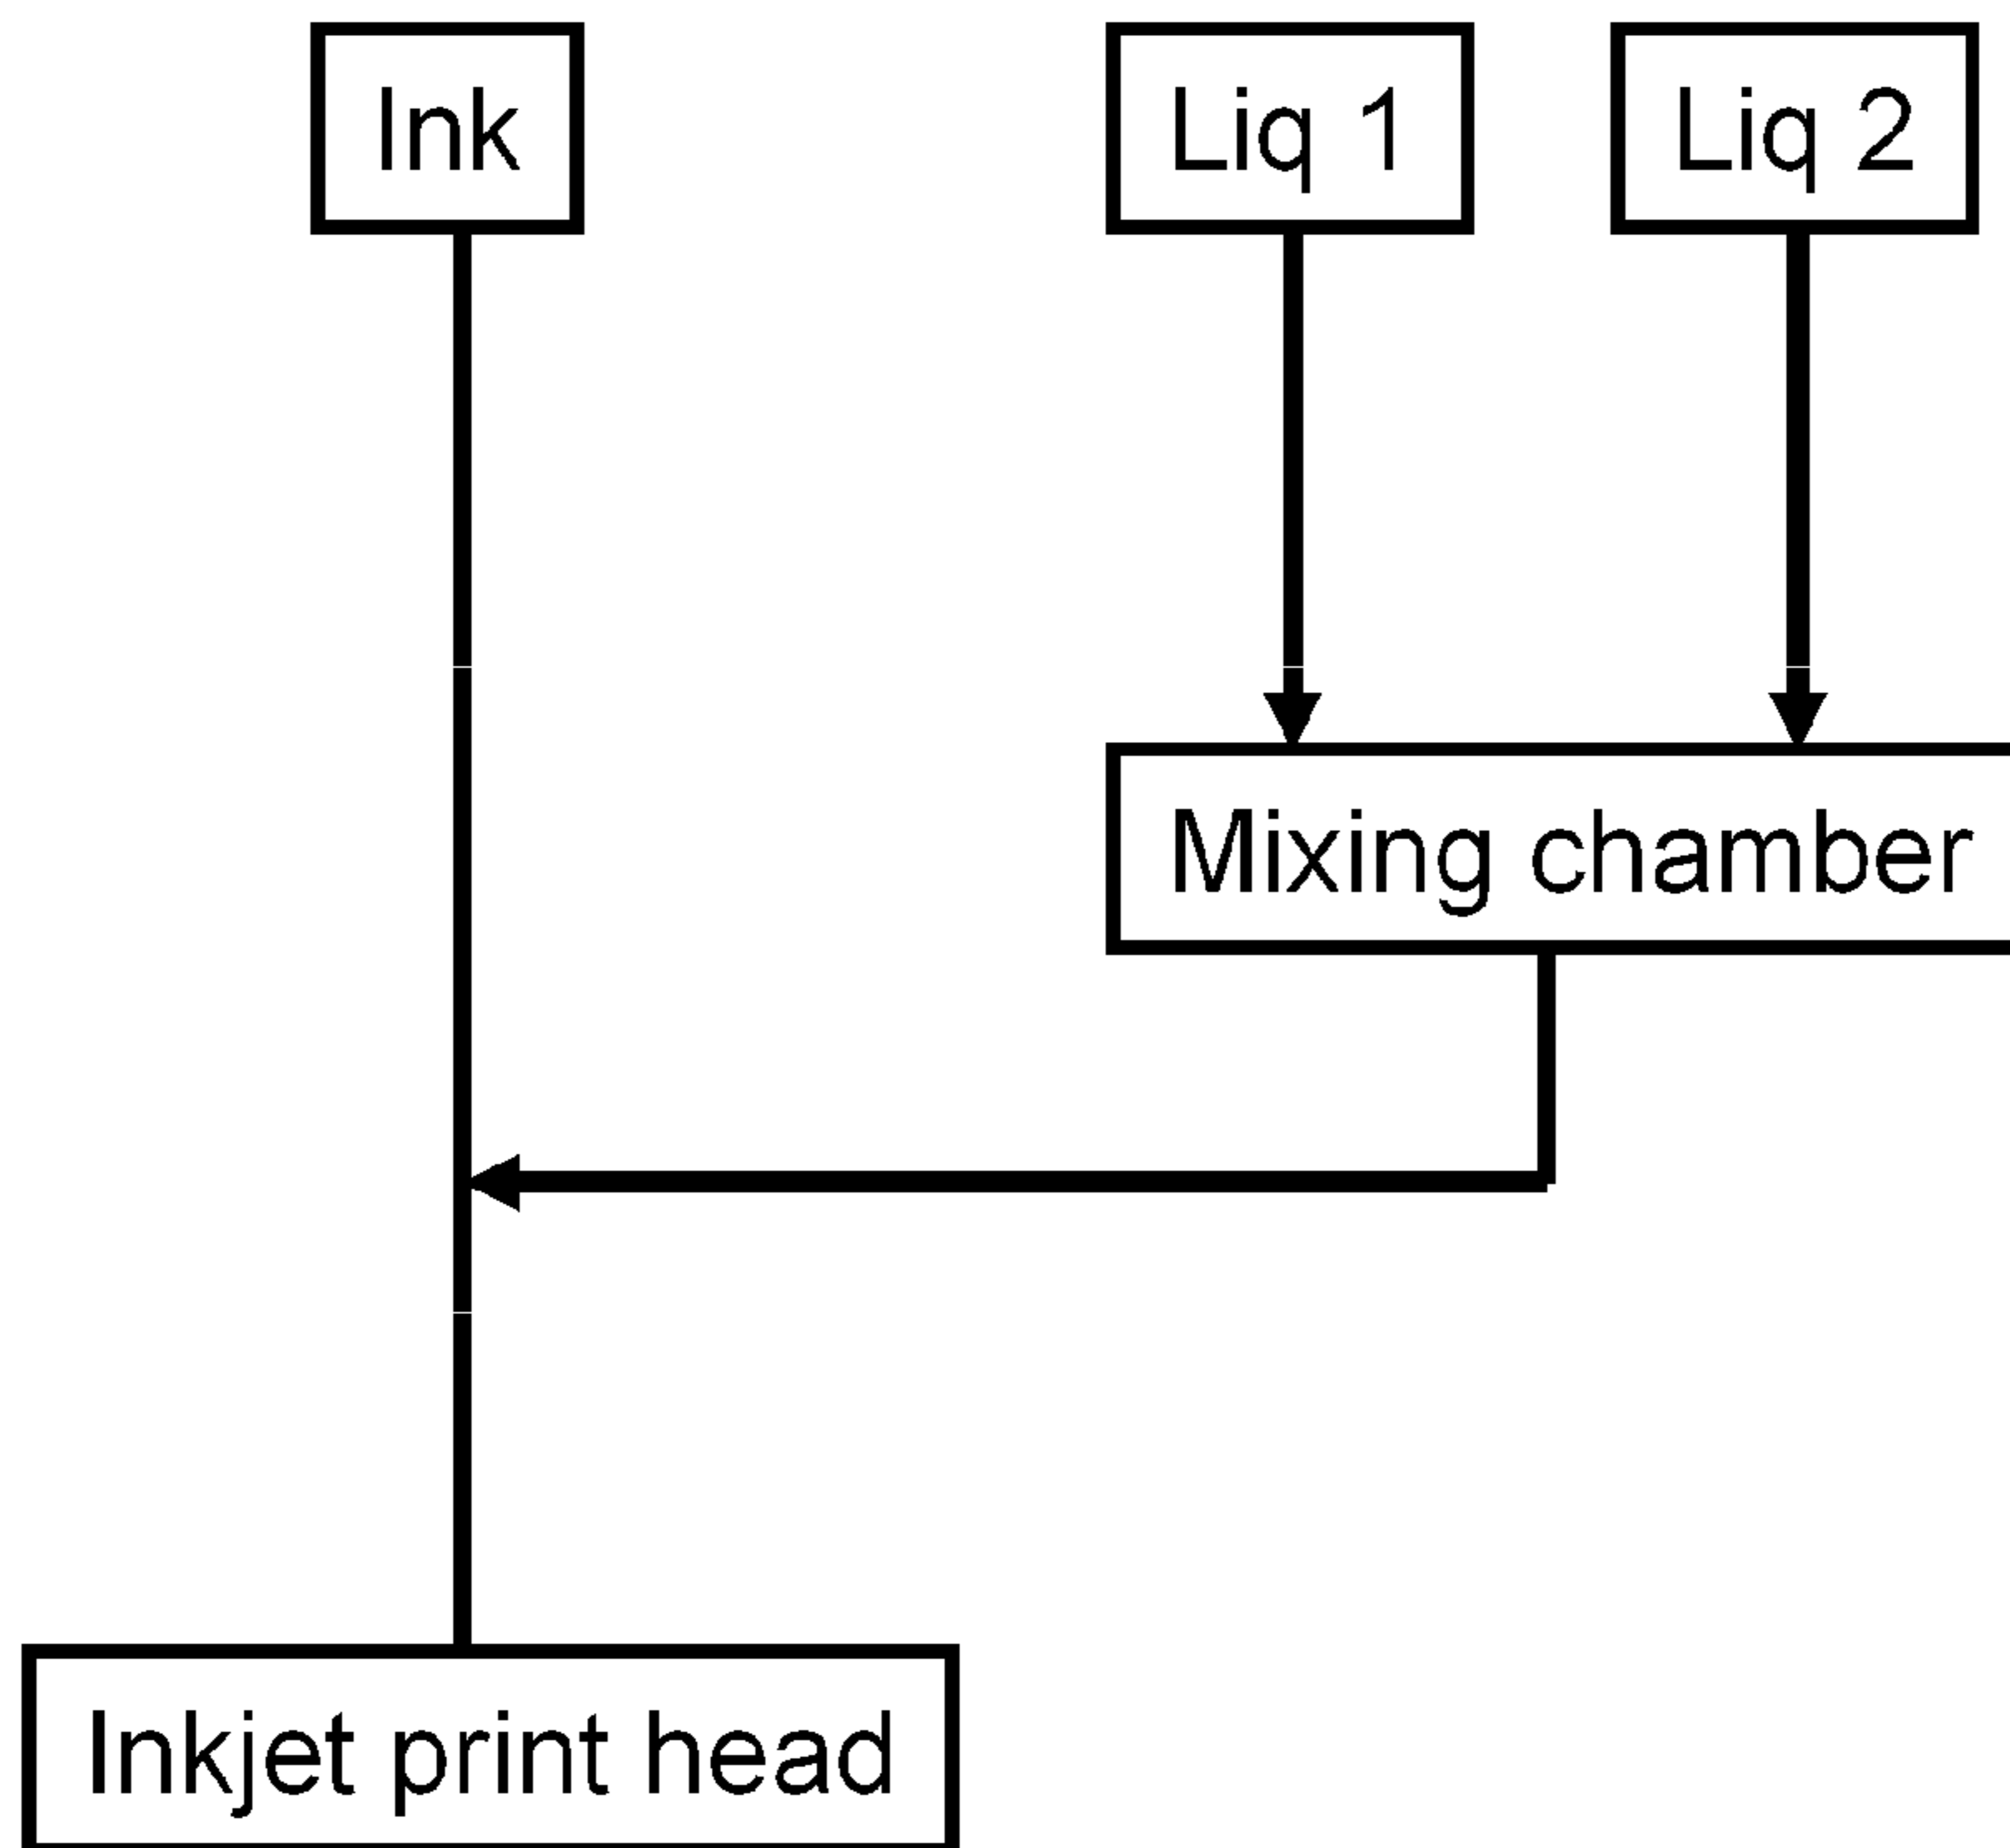 Ink
Liq 1
Liq 2
Mixing chamber
Inkjet print head